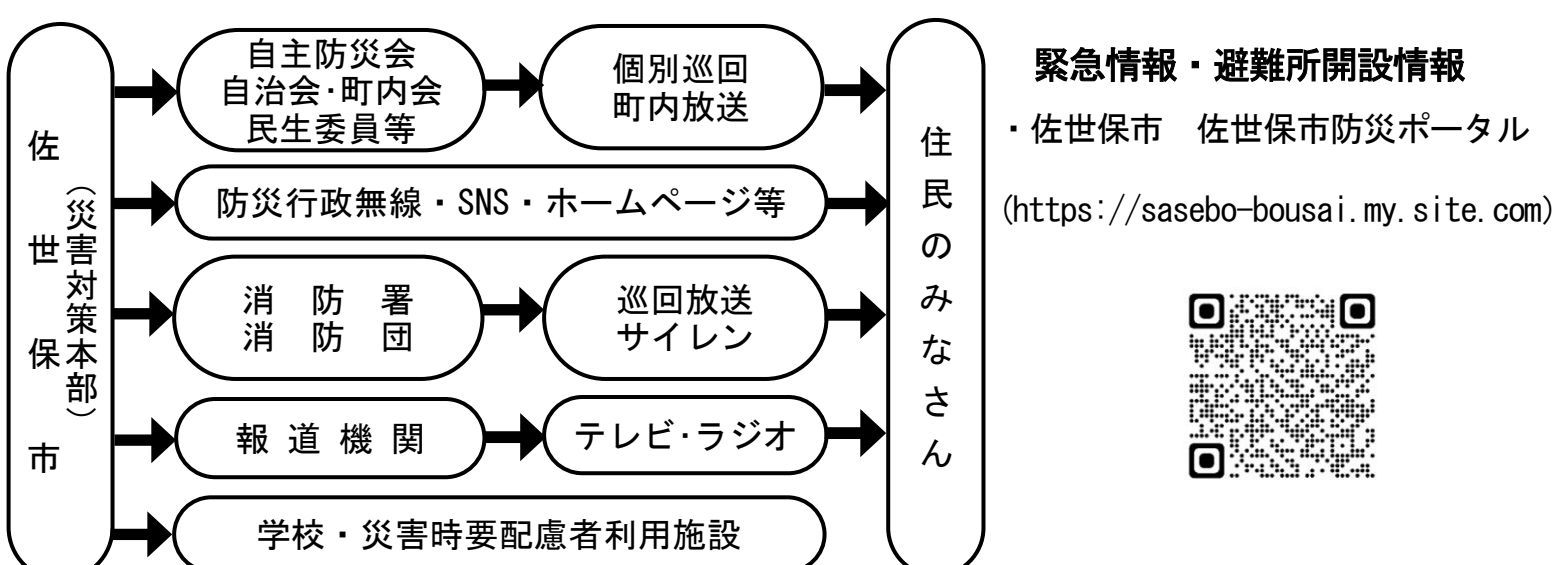 佐世保市
（災害対策本部）
自主防災会
自治会･町内会
民生委員等
個別巡回
町内放送
防災行政無線・SNS・ホームページ等
消　防　署
消　防　団
巡回放送
サイレン
報 道 機 関
テレビ･ラジオ
学校・災害時要配慮者利用施設
住民のみなさん
緊急情報・避難所開設情報
・佐世保市　佐世保市防災ポータル
(https://sasebo-bousai.my.site.com)